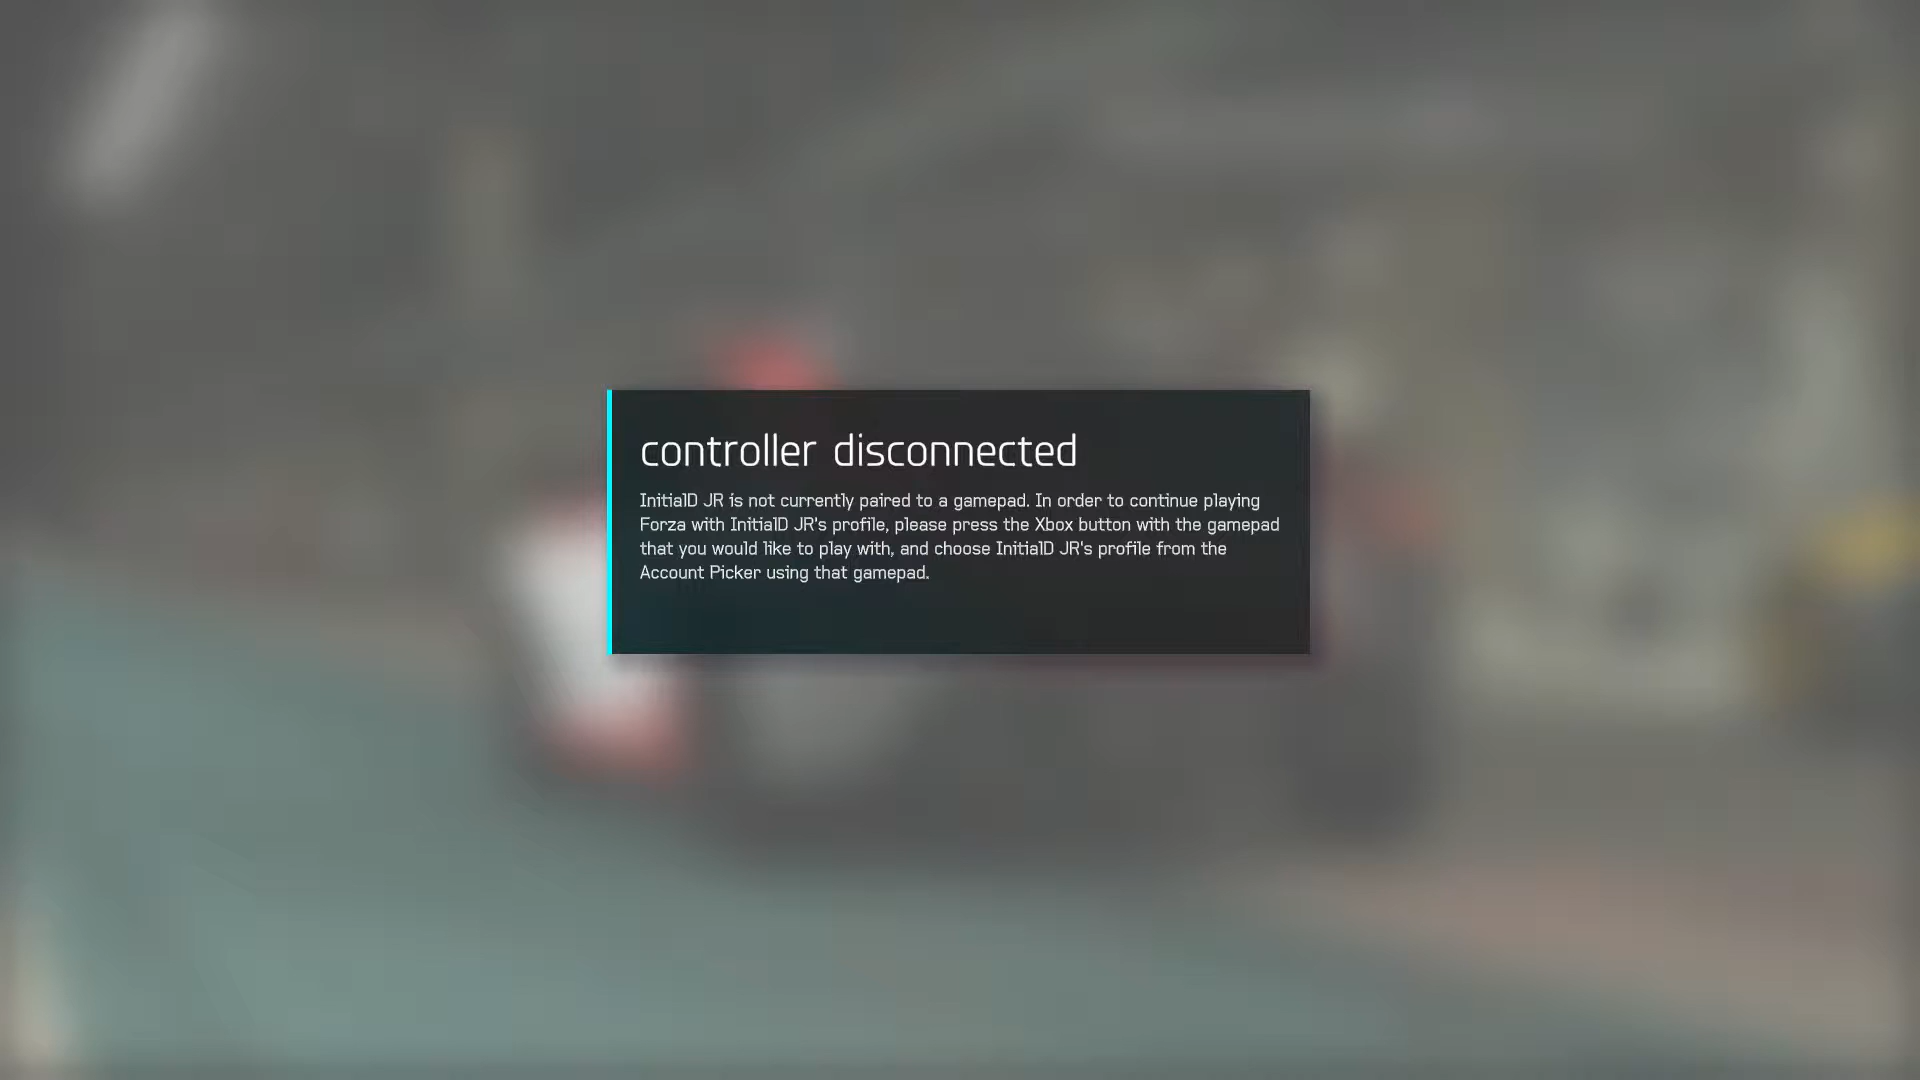 controller disconnected
InitialD JR is not currently paired to a gamepad. In order to continue playing
Forza with InitialD JR's profile, please press the Xbox button with the gamepad
that you would like to play with, and choose InitialD JR's profile from the
Account Picker using that gamepad.